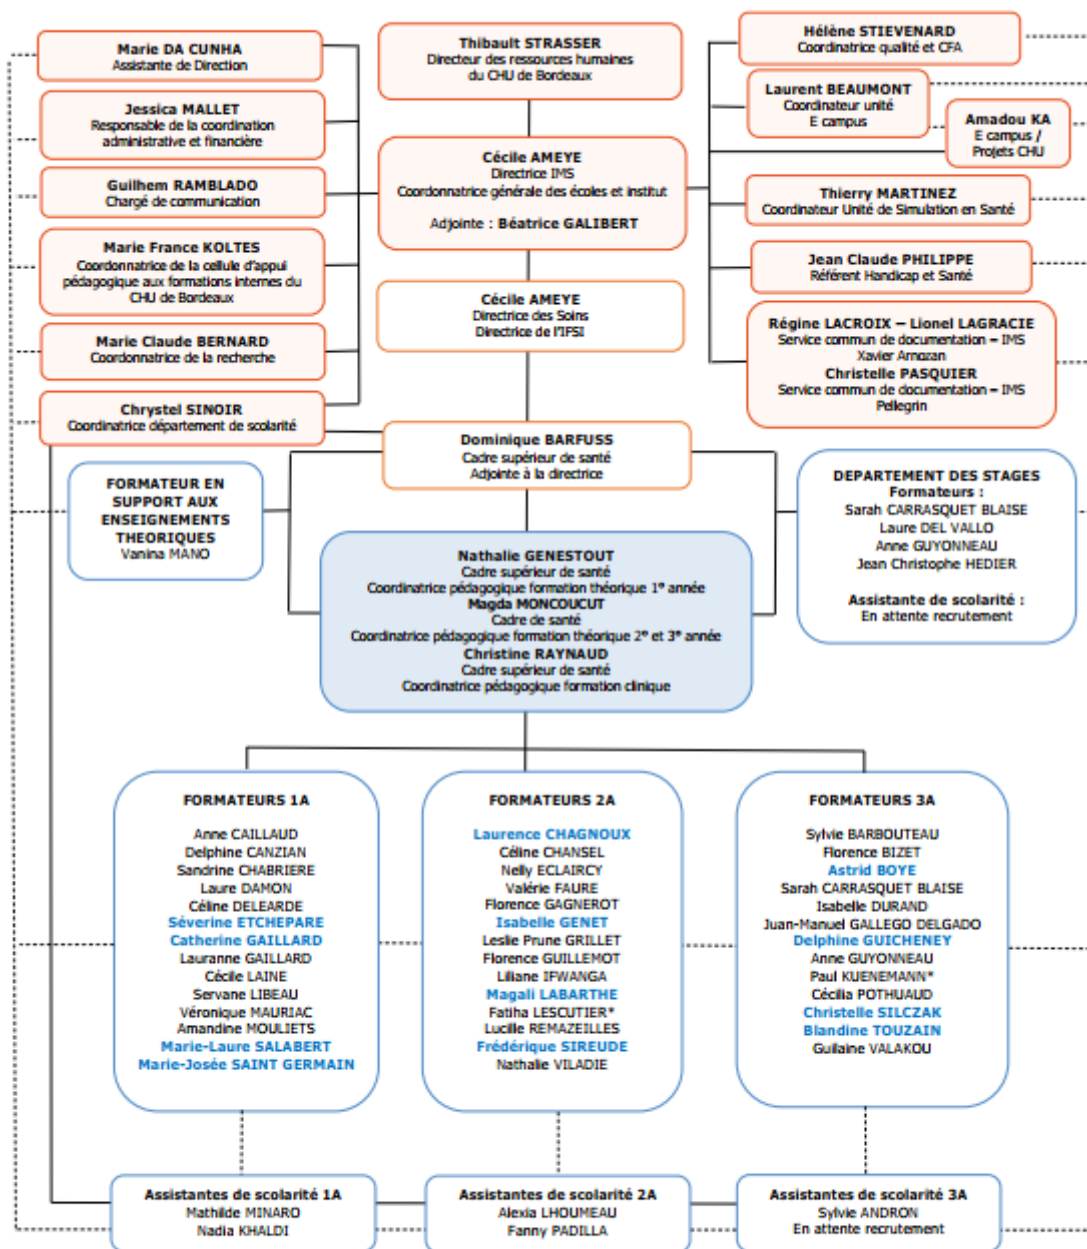 Marie DA CUNHA
Assistante de Direction
Jessica MALLET
Responsable de la coordination
administrative et financière
Guilhem RAMBLADO
Chargé de communication
Marie France KOLTES
Coordonnatrice de la cellule d'appui
pédagogique aux formations internes du
CHU de Bordeaux
Marie Claude BERNARD
Coordonnatrice de la recherche
Chrystel SINOIR
Coordinatrice département de scolarité
Thibault STRASSER
Directeur des ressources humaines
du CHU de Bordeaux
Cécile AMEYE
Directrice IMS
Coordonnatrice générale des écoles et institut
Adjointe : Béatrice GALIBERT
Cécile AMEYE
Directrice des Soins
Directrice de l'IFSI
Dominique BARFUSS
Cadre supérieur de santé
Adjointe à la directrice
Hélène STIEVENARD
Coordinatrice qualité et CFA
Laurent BEAUMONT
Coordinateur unité
E campus
Amadou KA
E campus /
Projets CHU
Thierry MARTINEZ
Coordinateur Unité de Simulation en Santé
Jean Claude PHILIPPE
Référent Handicap et Santé
Régine LACROIX – Lionel LAGRACIE
Service commun de documentation – IMS
Xavier Arnozan
Christelle PASQUIER
Service commun de documentation – IMS
Pellegrin
FORMATEUR EN
SUPPORT AUX
ENSEIGNEMENTS
THEORIQUES
Vanina MANO
Nathalie GENESTOUT
Cadre supérieur de santé
Coordinatrice pédagogique formation théorique 1e année
Magda MONCOUCUT
Cadre de santé
Coordinatrice pédagogique formation théorique 2e et 3e année
Christine RAYNAUD
Cadre supérieur de santé
Coordinatrice pédagogique formation clinique
DEPARTEMENT DES STAGES
Formateurs :
Sarah CARRASQUET BLAISE
Laure DEL VALLO
Anne GUYONNEAU
Jean Christophe HEDIER
Assistante de scolarité :
En attente recrutement
FORMATEURS 1A
Anne CAILLAUD
Delphine CANZIAN
Sandrine CHABRIERE
Laure DAMON
Céline DELEARDE
Séverine ETCHEPARE
Catherine GAILLARD
Lauranne GAILLARD
Cécile LAINE
Servane LIBEAU
Véronique MAURIAC
Amandine MOULIETS
Marie-Laure SALABERT
Marie-Josée SAINT GERMAIN
FORMATEURS 2A
Laurence CHAGNOUX
Céline CHANSEL
Nelly ECLAIRCY
Valérie FAURE
Florence GAGNEROT
Isabelle GENET
Leslie Prune GRILLET
Florence GUILLEMOT
Liliane IFWANGA
Magali LABARTHE
Fatiha LESCUTIER*
Lucille REMAZEILLES
Frédérique SIREUDE
Nathalie VILADIE
FORMATEURS 3A
Sylvie BARBOUTEAU
Florence BIZET
Astrid BOYE
Sarah CARRASQUET BLAISE
Isabelle DURAND
Juan-Manuel GALLEGO DELGADO
Delphine GUICHENEY
Anne GUYONNEAU
Paul KUENEMANN*
Cécilia POTHUAUD
Christelle SILCZAK
Blandine TOUZAIN
Guilaine VALAKOU
Assistantes de scolarité 1A
Mathilde MINARO
Nadia KHALDI
Assistantes de scolarité 2A
Alexia LHOUMEAU
Fanny PADILLA
Assistantes de scolarité 3A
Sylvie ANDRON
En attente recrutement